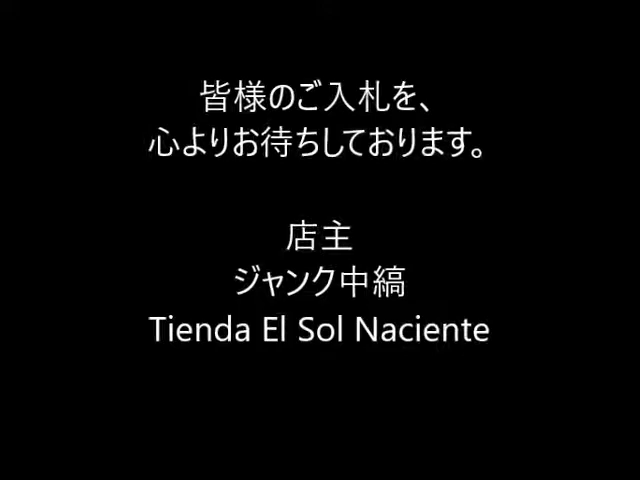 皆様のご入札を、
心よりお待ちしております。
店主
ジャンク中縞
Tienda El Sol Naciente